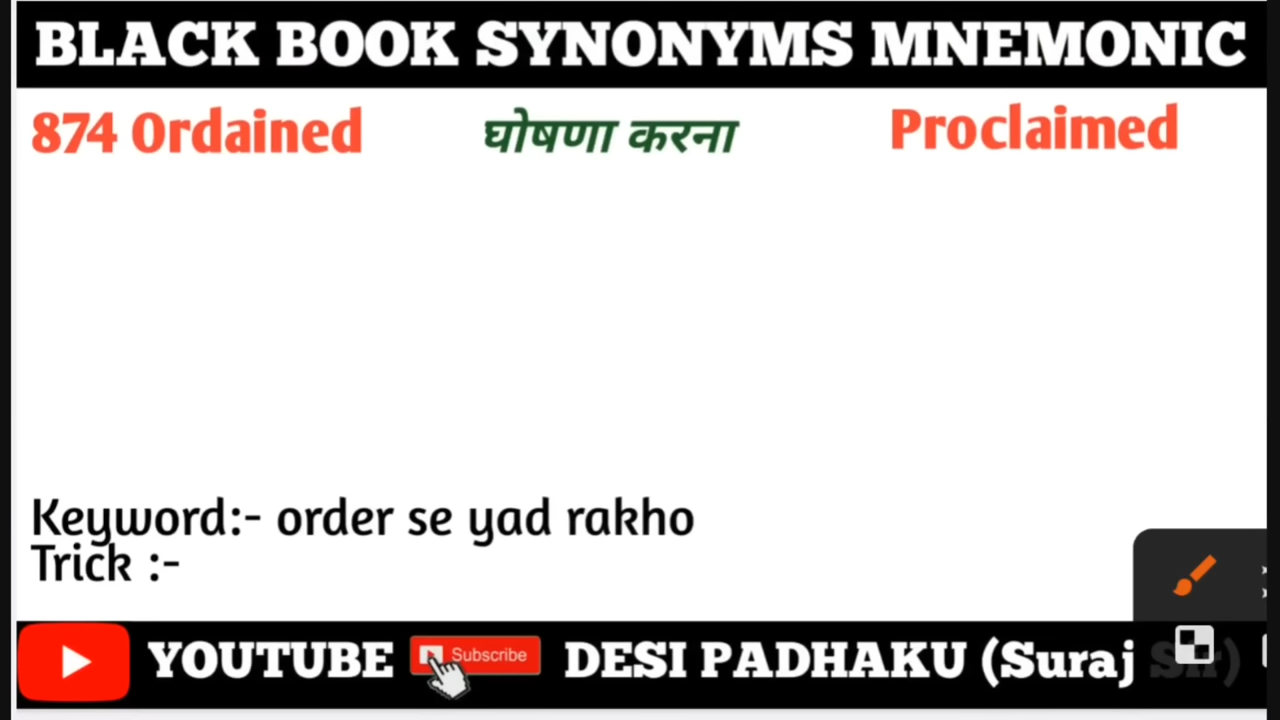 BLACK BOOK SYNONYMS MNEMONIC
874 Ordained घोषणा करना Proclaimed
Keyword:- order se yad rakho
Trick :-
YOUTUBE Subscribe DESI PADHAKU (Suraj Sir)